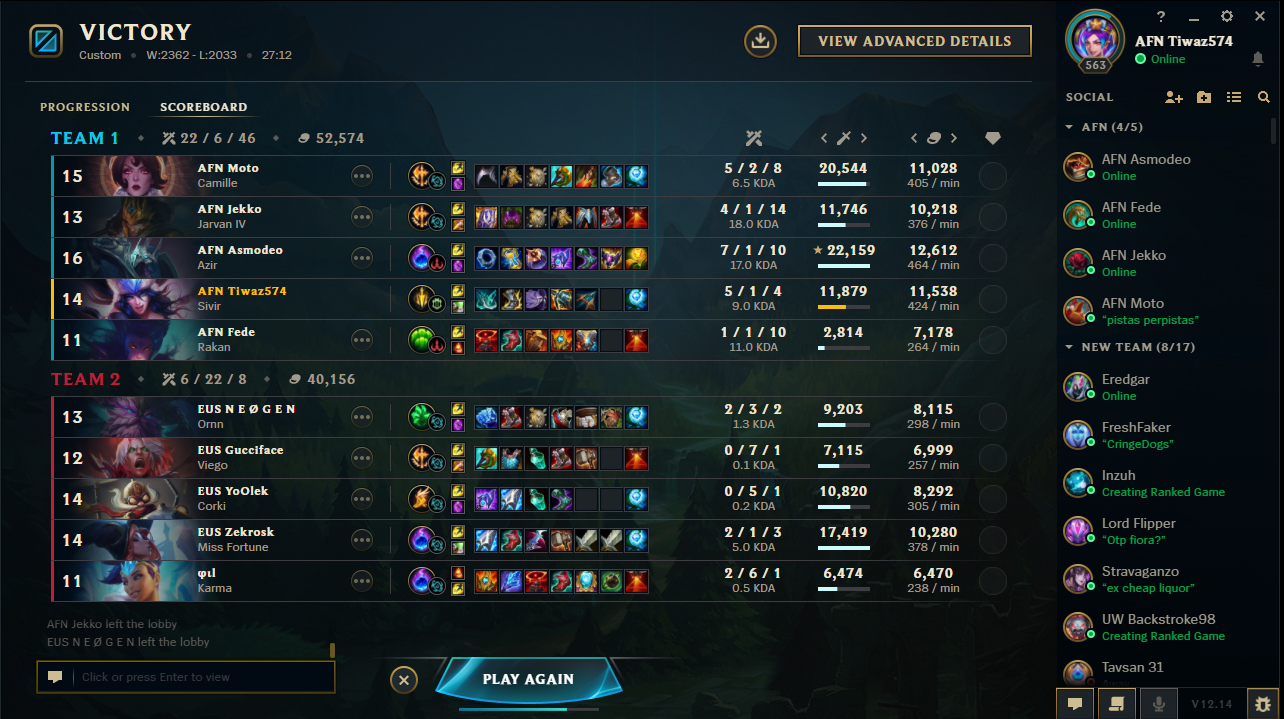 VICTORY
Custom • W:2362 - L:2033 • 27:12
VIEW ADVANCED DETAILS
PROGRESSION SCOREBOARD
TEAM 1 22 / 6 / 46 52,574
15 AFN Moto 5 / 2 / 8 20,544 11,028
Camille 6.5 KDA 405 / min
13 AFN Jekko 4 / 1 / 14 11,746 10,218
Jarvan IV 18.0 KDA 376 / min
16 AFN Asmodeo 7 / 1 / 10 22,159 12,612
Azir 17.0 KDA 464 / min
14 AFN Tiwaz574 5 / 1 / 4 11,879 11,538
Sivir 9.0 KDA 424 / min
11 AFN Fede 1 / 1 / 10 2,814 7,178
Rakan 11.0 KDA 264 / min
TEAM 2 6 / 22 / 8 40,156
13 EUS N E Ø G E N 2 / 3 / 2 9,203 8,115
Ornn 1.3 KDA 298 / min
12 EUS Gucciface 0 / 7 / 1 7,115 6,999
Viego 0.1 KDA 257 / min
14 EUS YoOlek 0 / 5 / 1 10,820 8,292
Corki 0.2 KDA 305 / min
14 EUS Zekrosk 2 / 1 / 3 17,419 10,280
Miss Fortune 5.0 KDA 378 / min
11 φιl 2 / 6 / 1 6,474 6,470
Karma 0.5 KDA 238 / min
AFN Jekko left the lobby
EUS N E Ø G E N left the lobby
Click or press Enter to view
PLAY AGAIN
?
563
AFN Tiwaz574
Online
SOCIAL
AFN (4/5)
AFN Asmodeo
Online
AFN Fede
Online
AFN Jekko
Online
AFN Moto
"pistas perpistas"
NEW TEAM (8/17)
Eredgar
Online
FreshFaker
"CringeDogs"
Inzuh
Creating Ranked Game
Lord Flipper
"Otp fiora?"
Stravaganzo
"ex cheap liquor"
UW Backstroke98
Creating Ranked Game
Tavsan 31
Away
V12.14